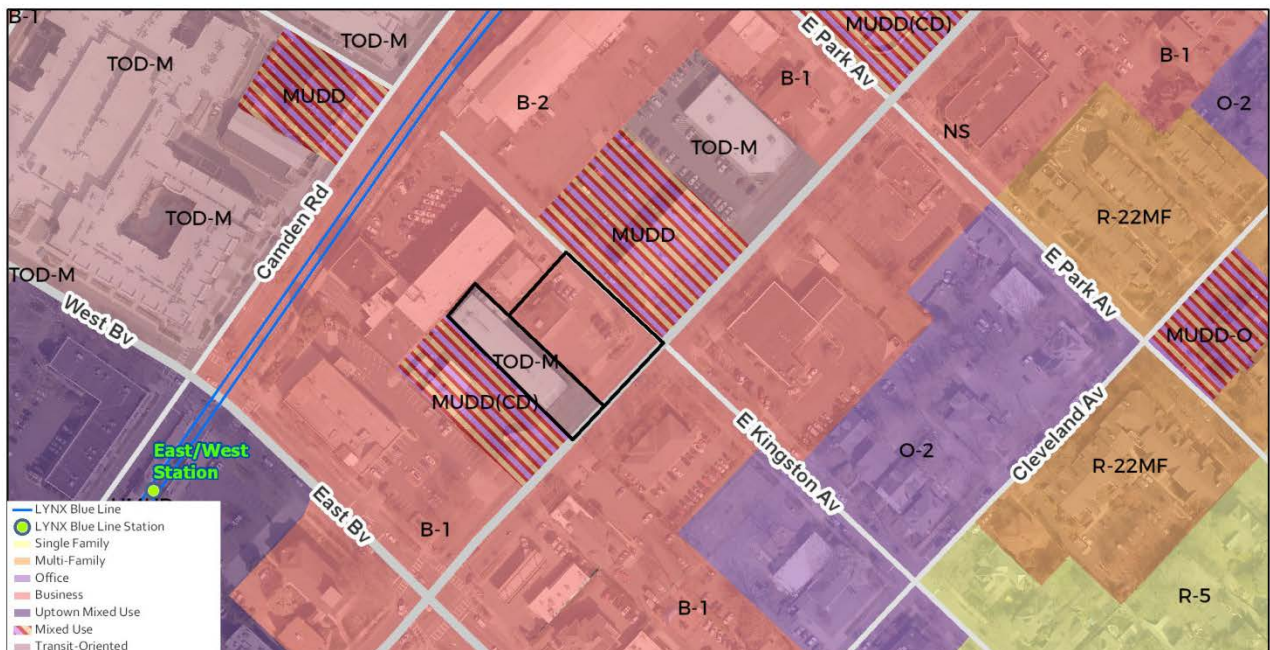 B-1
TOD-M
TOD-M
MUDD
TOD-M
TOD-M
Camden Rd
West Bv
East/West
Station
East Bv
B-2
E Park Av
MUDD(CD)
B-1
O-2
NS
TOD-M
MUDD
R-22MF
E Park Av
MUDD-O
TOD-M
MUDD(CD)
E Kingston Av
O-2
Cleveland Av
R-22MF
B-1
B-1
R-5
LYNX Blue Line
LYNX Blue Line Station
Single Family
Multi-Family
Office
Business
Uptown Mixed Use
Mixed Use
Transit-Oriented